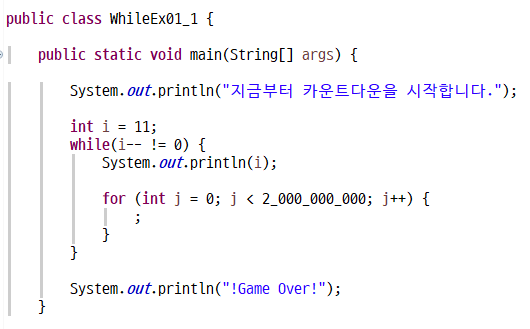 public class WhileEx01_1 {
public static void main(String[] args) {
System.out.println("지금부터 카운트다운을 시작합니다.");
int i = 11;
while(i-- != 0) {
System.out.println(i);
for (int j = 0; j < 2_000_000_000; j++) {
;
}
}
System.out.println("!Game Over!");
}